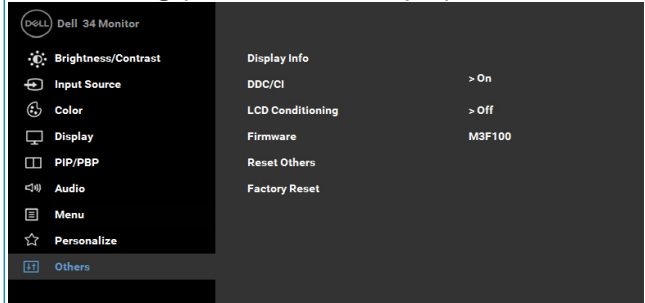 DELL Dell 34 Monitor
Brightness/Contrast
Input Source
Color
Display
PIP/PBP
Audio
Menu
Personalize
Others
Display Info
DDC/CI > On
LCD Conditioning > Off
Firmware M3F100
Reset Others
Factory Reset